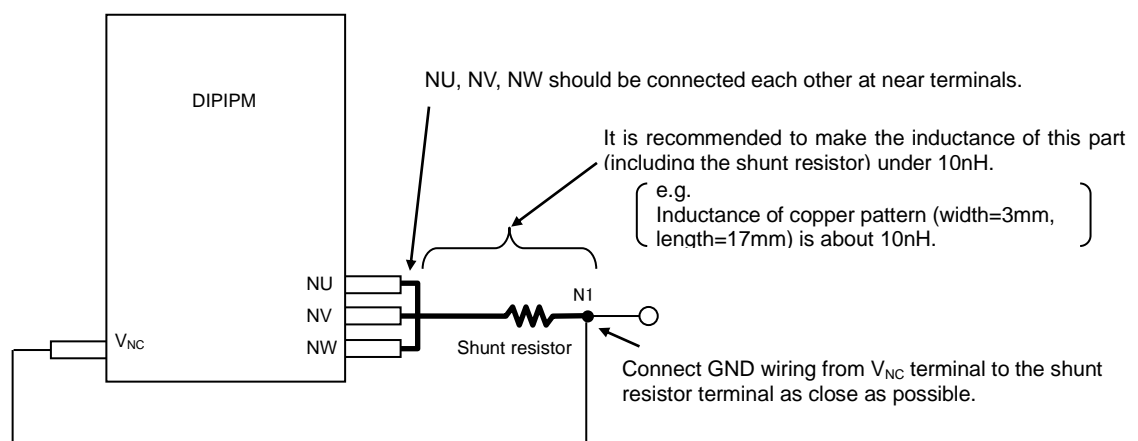 NU, NV, NW should be connected each other at near terminals.
DIPIPM
It is recommended to make the inductance of this part
(including the shunt resistor) under 10nH.
e.g.
Inductance of copper pattern (width=3mm,
length=17mm) is about 10nH.
NU
N1
NV
VNC
NW
Shunt resistor
Connect GND wiring from VNC terminal to the shunt
resistor terminal as close as possible.